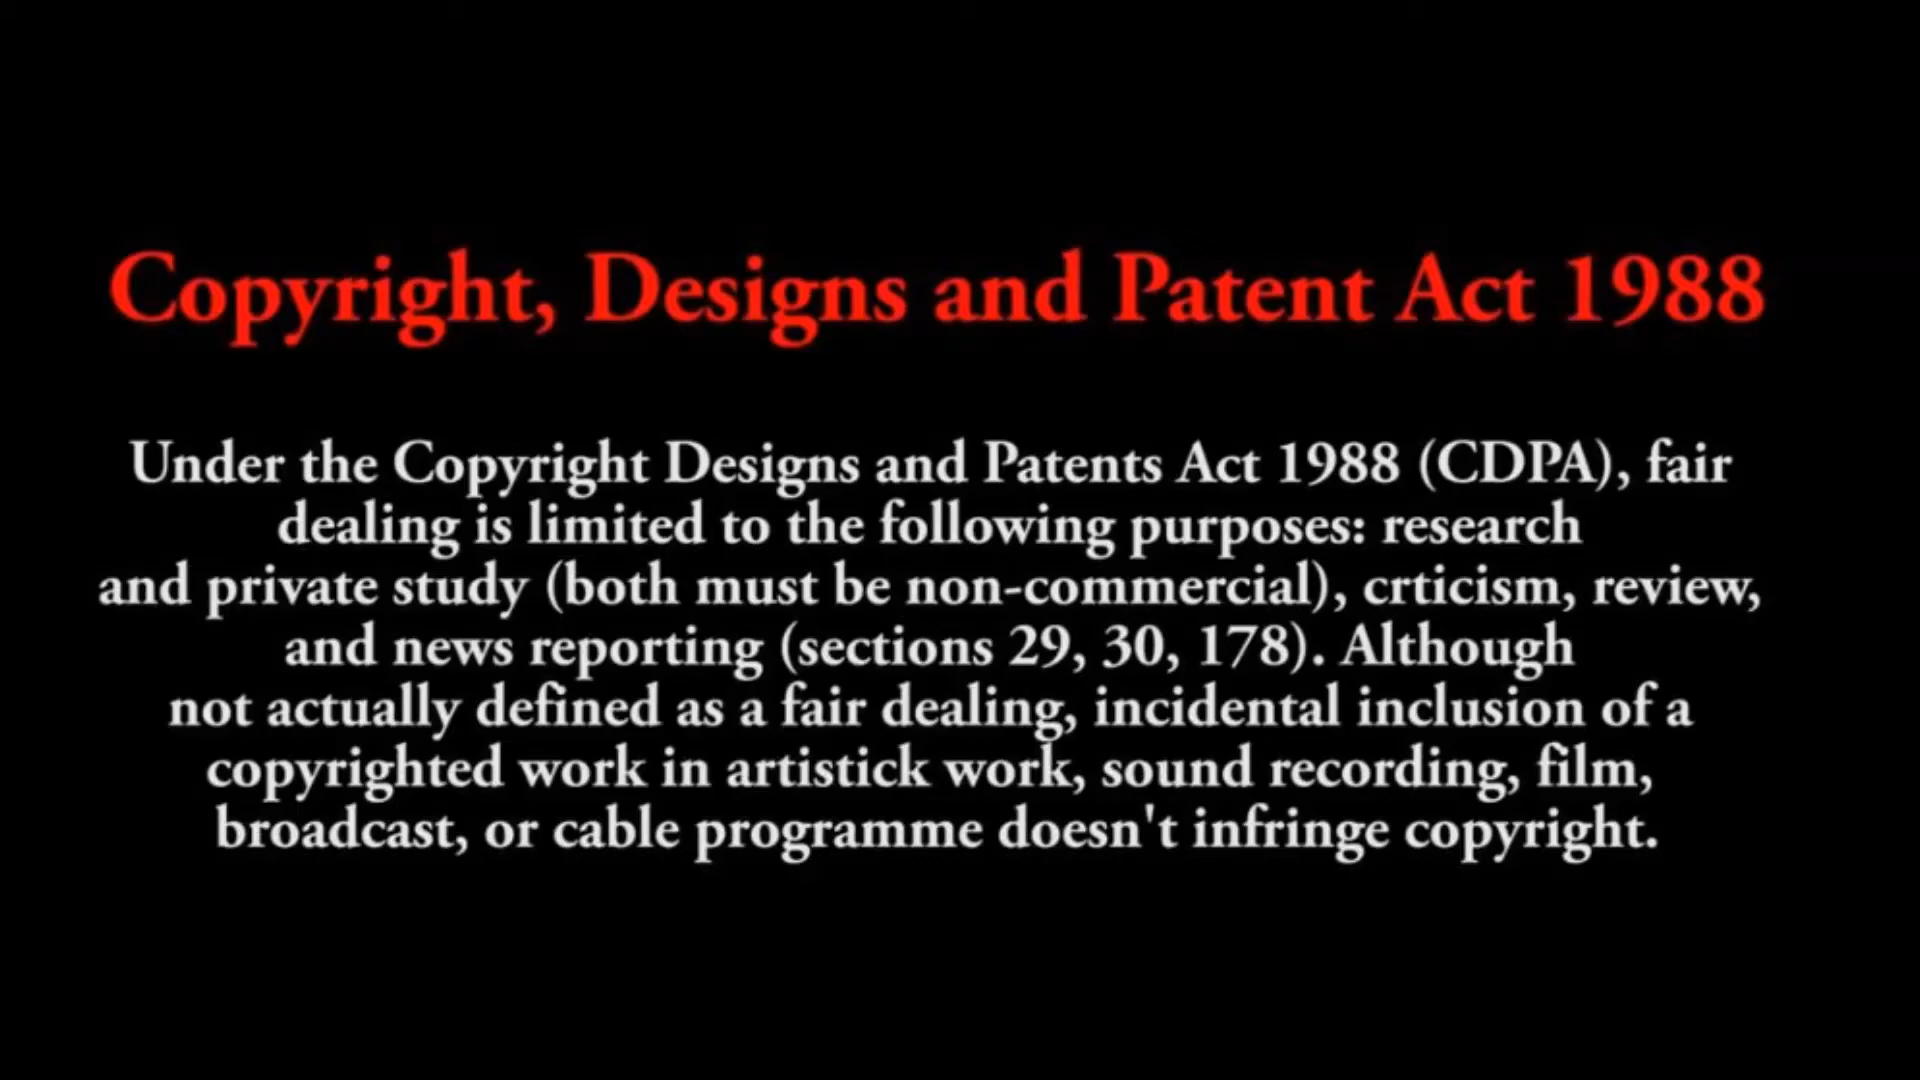 Copyright, Designs and Patent Act 1988
Under the Copyright Designs and Patents Act 1988 (CDPA), fair
dealing is limited to the following purposes: research
and private study (both must be non-commercial), crticism, review,
and news reporting (sections 29, 30, 178). Although
not actually defined as a fair dealing, incidental inclusion of a
copyrighted work in artistick work, sound recording, film,
broadcast, or cable programme doesn't infringe copyright.